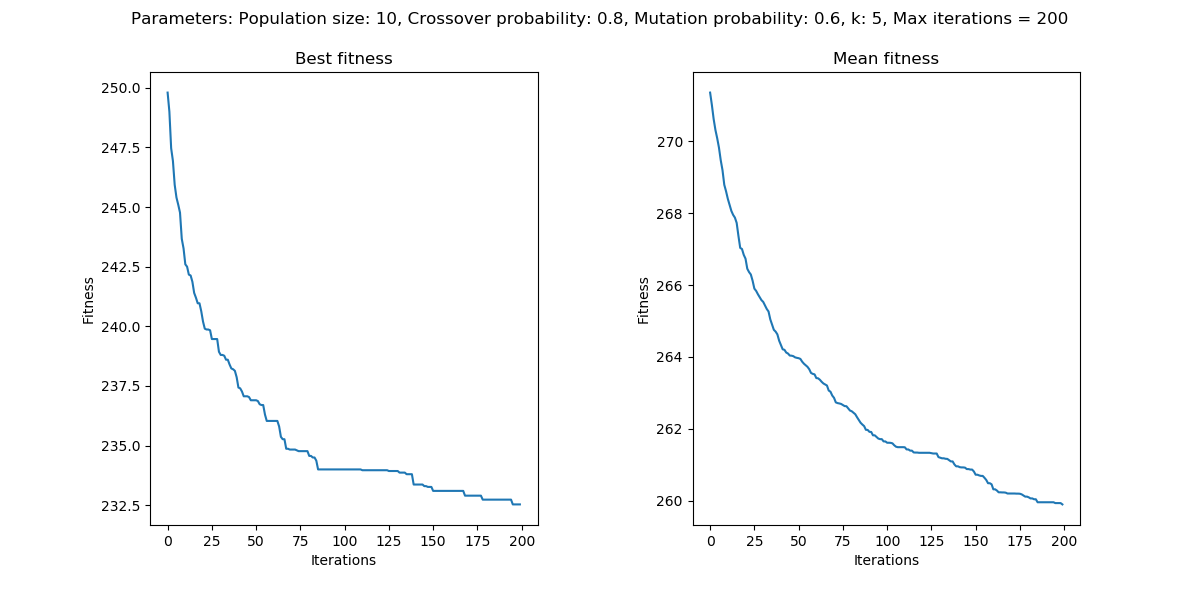 Parameters: Population size: 10, Crossover probability: 0.8, Mutation probability: 0.6, k: 5, Max iterations = 200
Best fitness
250.0
247.5
245.0
242.5
240.0
237.5
235.0
232.5
Fitness
0 25 50 75 100 125 150 175 200
Iterations
Mean fitness
270
268
266
264
262
260
Fitness
0 25 50 75 100 125 150 175 200
Iterations